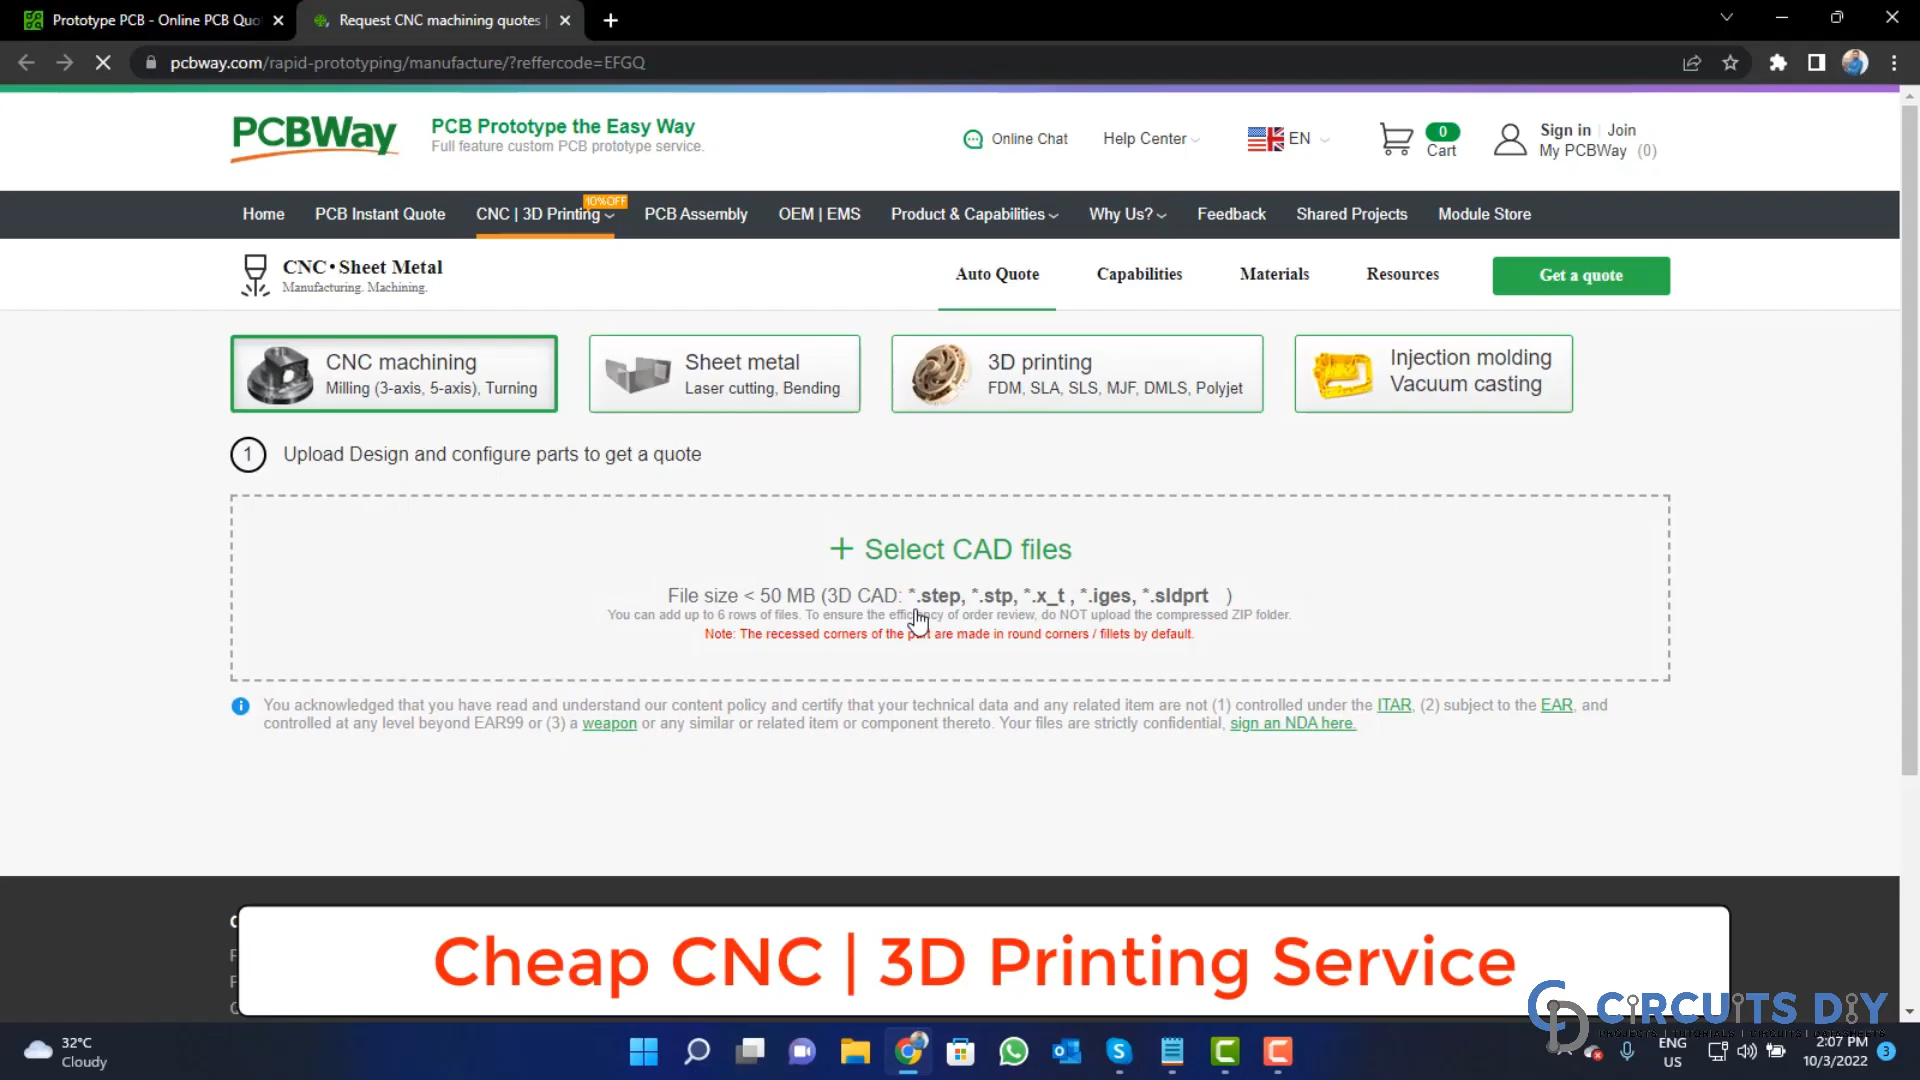 Prototype PCB - Online PCB Quo
Request CNC machining quotes |
pcbway.com/rapid-prototyping/manufacture/?reffercode=EFGQ
PCBWay
PCB Prototype the Easy Way
Full feature custom PCB prototype service.
Online Chat
Help Center
EN
0
Cart
Sign in | Join
My PCBWay (0)
Home
PCB Instant Quote
CNC | 3D Printing
10%OFF
PCB Assembly
OEM | EMS
Product & Capabilities
Why Us?
Feedback
Shared Projects
Module Store
CNC • Sheet Metal
Manufacturing. Machining.
Auto Quote
Capabilities
Materials
Resources
Get a quote
CNC machining
Milling (3-axis, 5-axis), Turning
Sheet metal
Laser cutting, Bending
3D printing
FDM, SLA, SLS, MJF, DMLS, Polyjet
Injection molding
Vacuum casting
1
Upload Design and configure parts to get a quote
+ Select CAD files
File size < 50 MB (3D CAD: *.step, *.stp, *.x_t , *.iges, *.sldprt )
You can add up to 6 rows of files. To ensure the efficiency of order review, do NOT upload the compressed ZIP folder.
Note: The recessed corners of the part are made in round corners / fillets by default.
You acknowledged that you have read and understand our content policy and certify that your technical data and any related item are not (1) controlled under the ITAR, (2) subject to the EAR, and
controlled at any level beyond EAR99 or (3) a weapon or any similar or related item or component thereto. Your files are strictly confidential, sign an NDA here.
Cheap CNC | 3D Printing Service
CIRCUITS DIY
PROJECTS | TUTORIALS | CIRCUITS | DATASHEETS
32°C
Cloudy
ENG
US
2:07 PM
10/3/2022
3